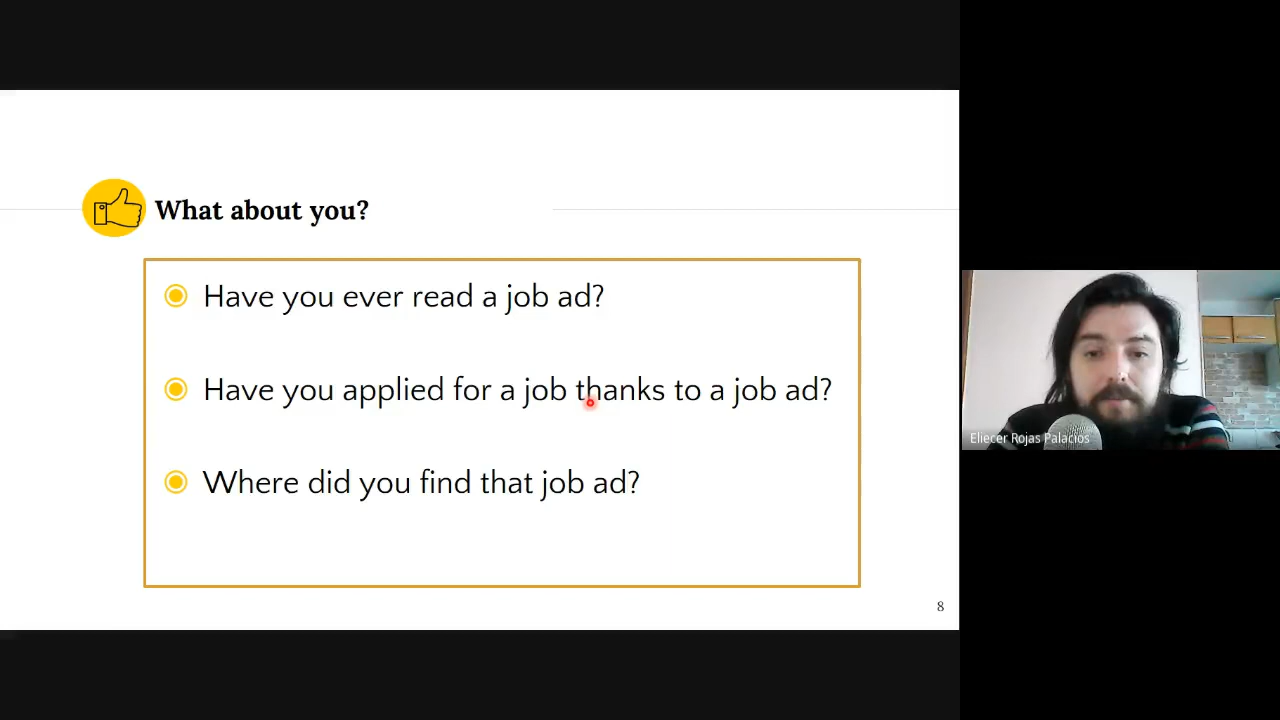 What about you?
Have you ever read a job ad?
Have you applied for a job thanks to a job ad?
Where did you find that job ad?
8
Eliecer Rojas Palacios